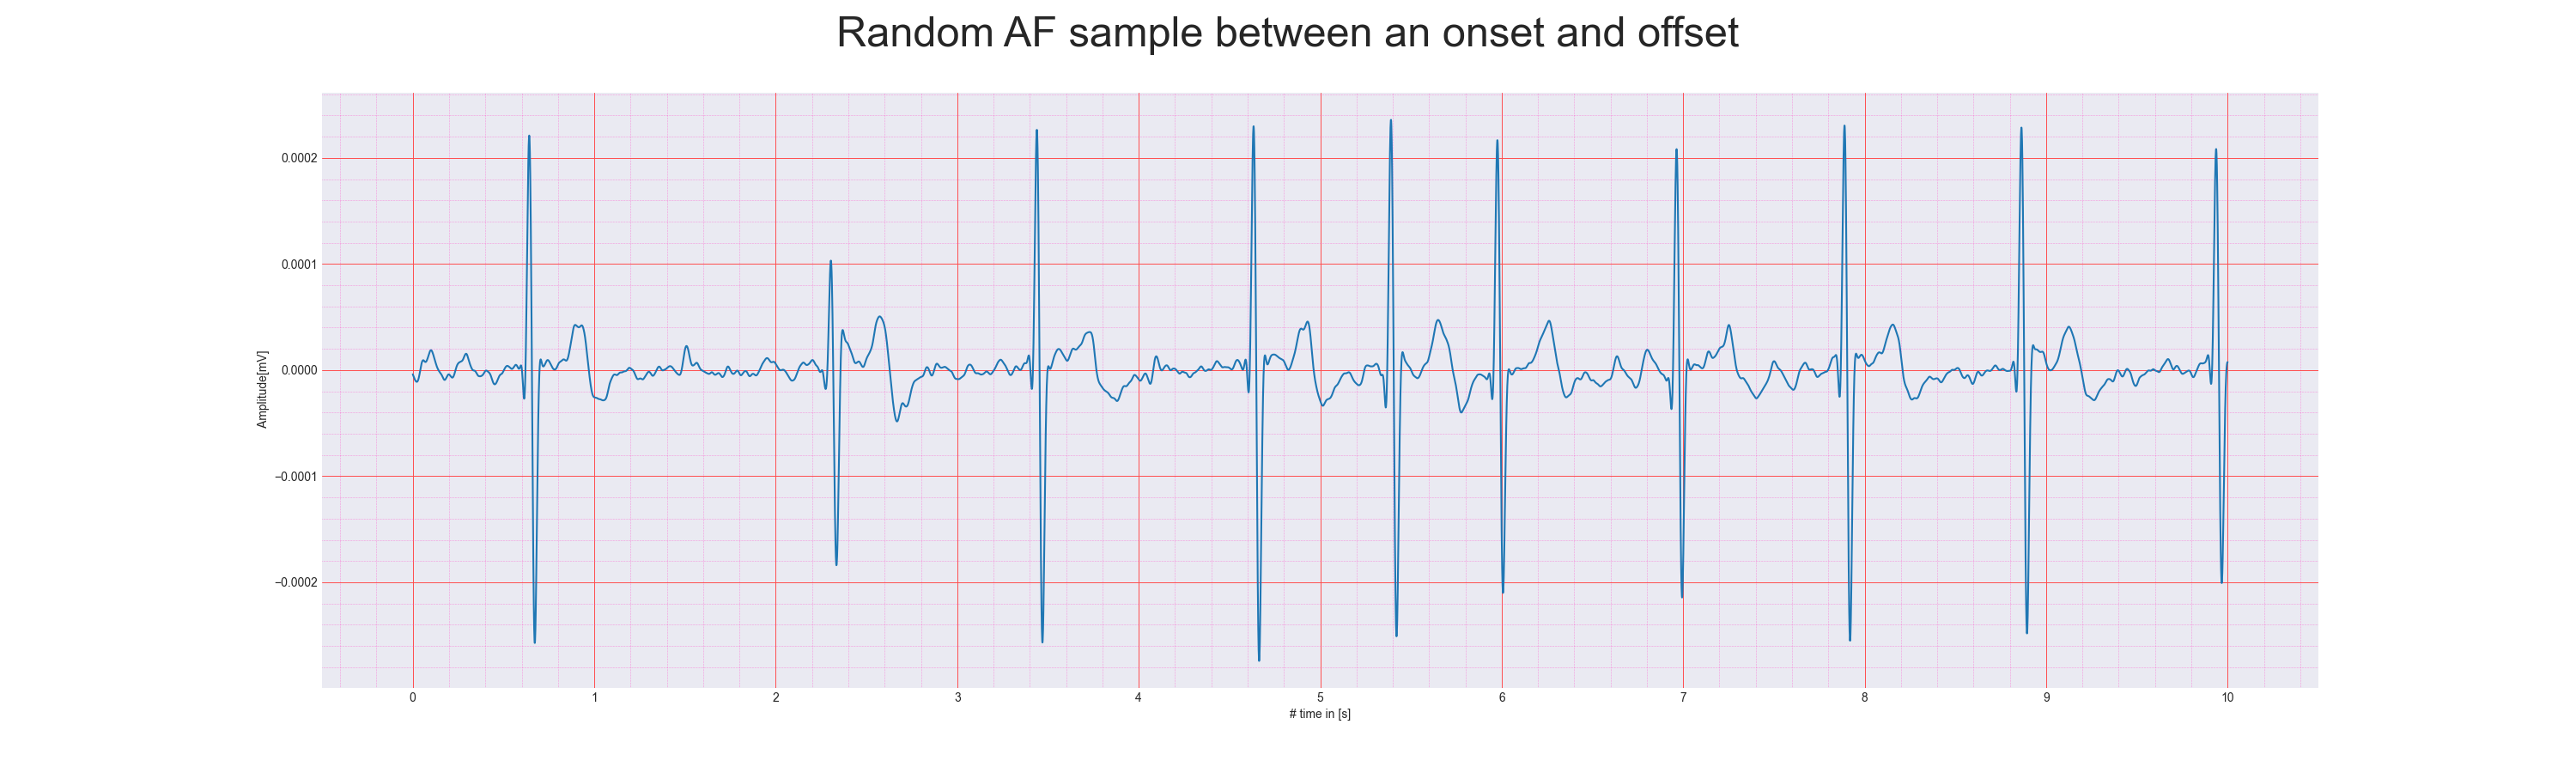 Random AF sample between an onset and offset
0.0002
0.0001
0.0000
−0.0001
−0.0002
Amplitude[mV]
0 1 2 3 4 5 6 7 8 9 10
# time in [s]